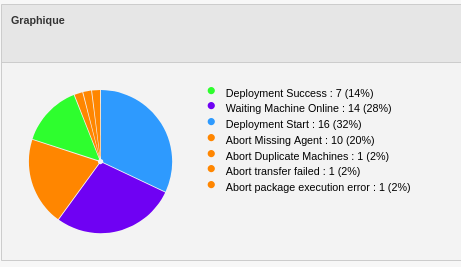 Graphique
Deployment Success : 7 (14%)
Waiting Machine Online : 14 (28%)
Deployment Start : 16 (32%)
Abort Missing Agent : 10 (20%)
Abort Duplicate Machines : 1 (2%)
Abort transfer failed : 1 (2%)
Abort package execution error : 1 (2%)